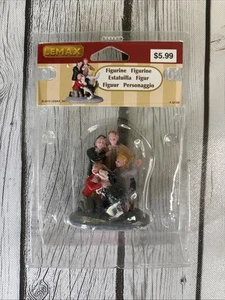 LEMAX
$5.99
Figurine Figurine
Estatuilla Figur
Figuur Personaggio